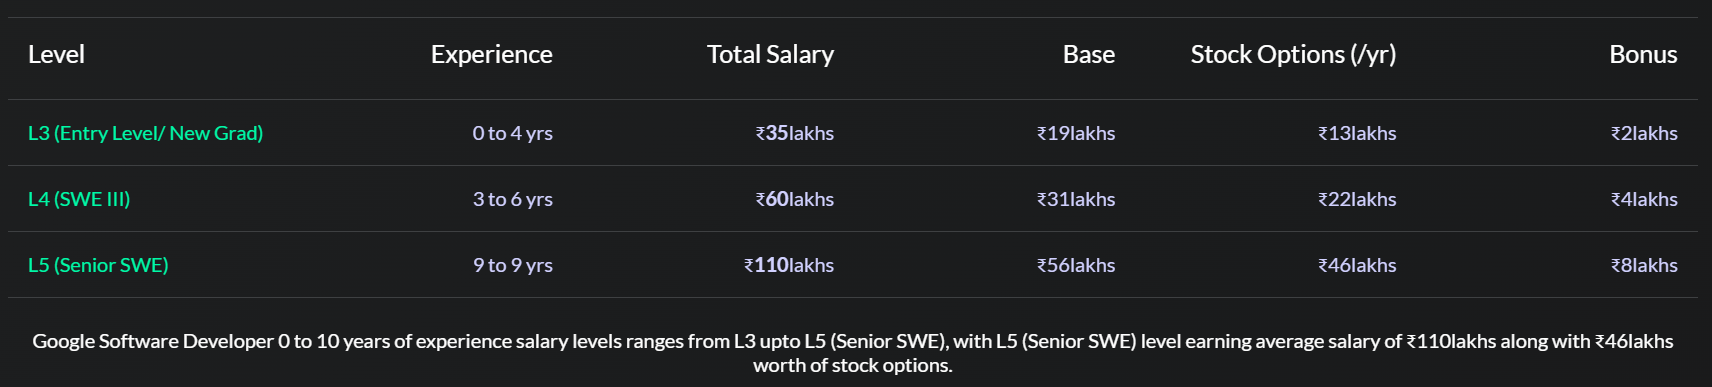 Level Experience Total Salary Base Stock Options (/yr) Bonus
L3 (Entry Level/ New Grad) 0 to 4 yrs ₹35lakhs ₹19lakhs ₹13lakhs ₹2lakhs
L4 (SWE III) 3 to 6 yrs ₹60lakhs ₹31lakhs ₹22lakhs ₹4lakhs
L5 (Senior SWE) 9 to 9 yrs ₹110lakhs ₹56lakhs ₹46lakhs ₹8lakhs
Google Software Developer 0 to 10 years of experience salary levels ranges from L3 upto L5 (Senior SWE), with L5 (Senior SWE) level earning average salary of ₹110lakhs along with ₹46lakhs
worth of stock options.